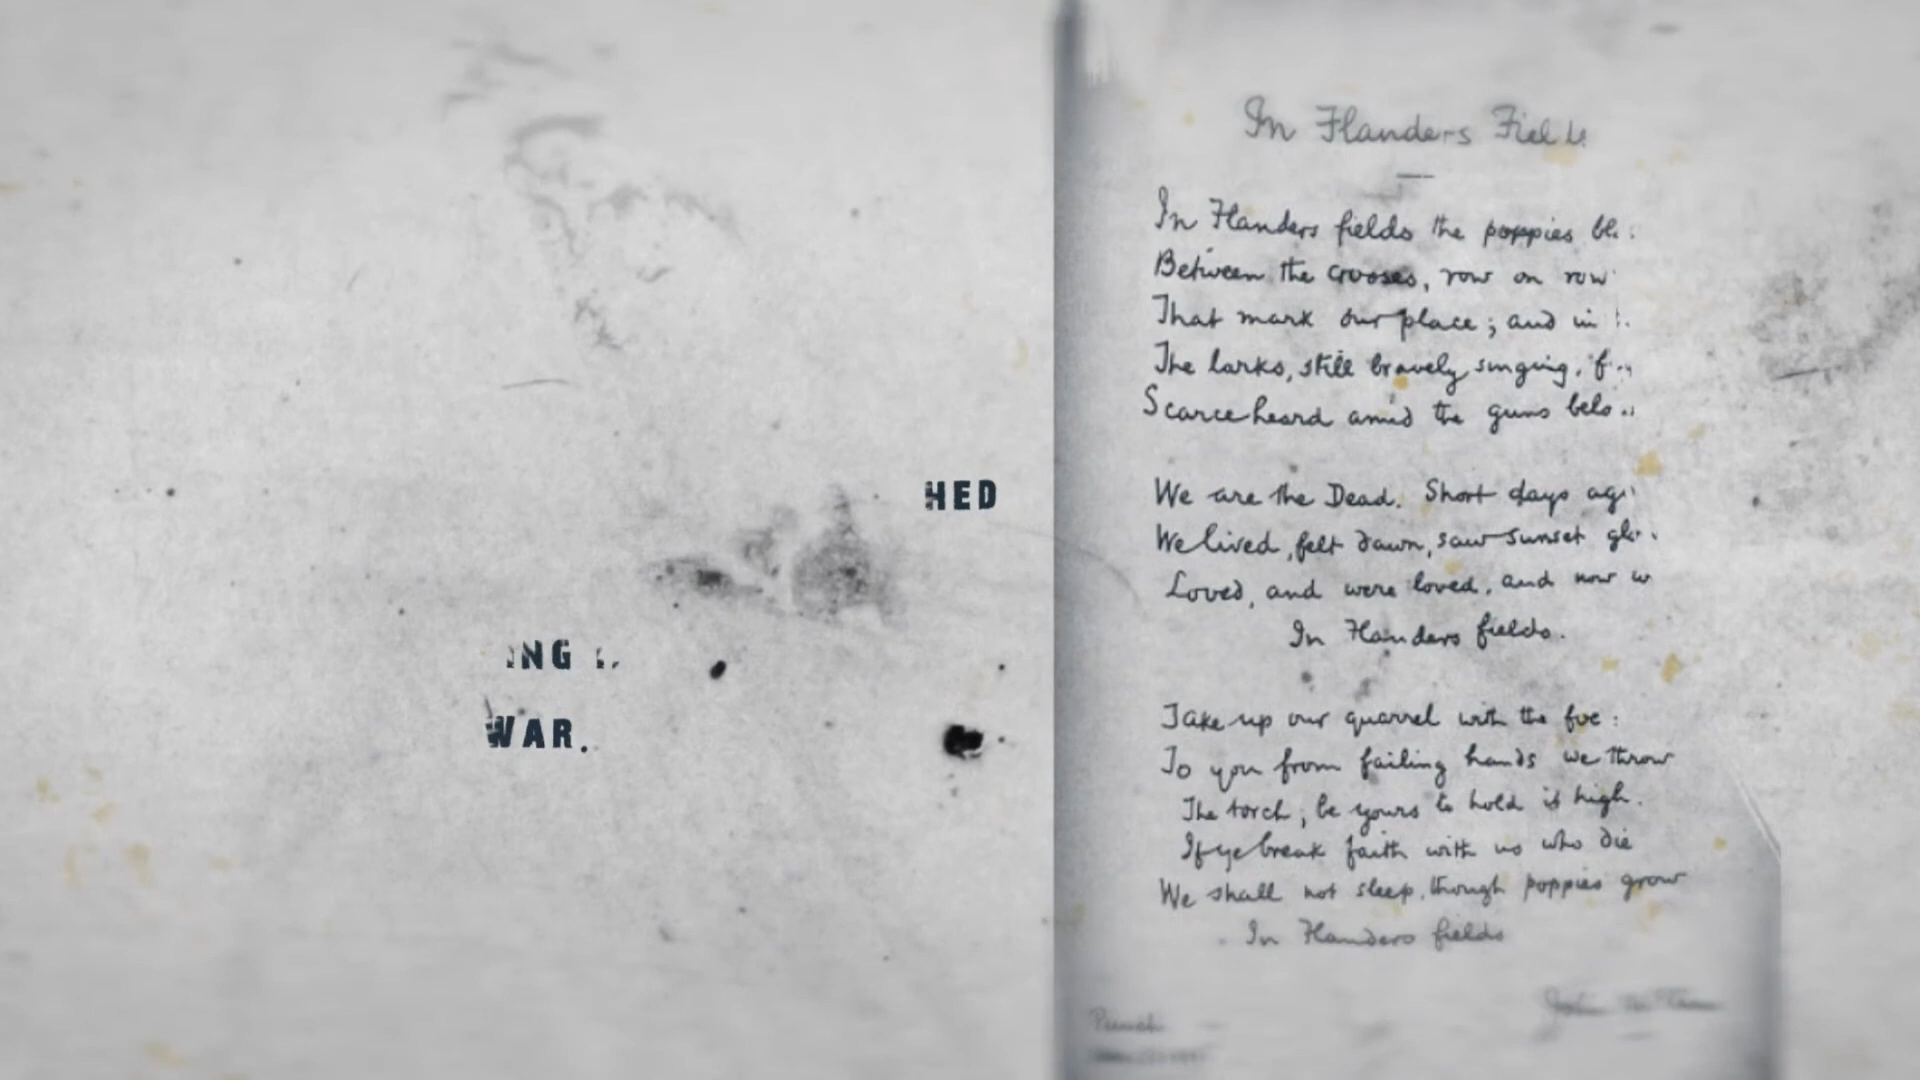 HED
WAR.
In Flanders
In Flanders fields the poppies
Between the crosses, row on row
That mark our place; and in
The larks, still bravely singing,
Scarce heard amid the guns
We are the Dead. Short days
We lived, felt dawn, saw sunset
Loved, and were loved, and now
In Flanders fields.
Take up our quarrel with the foe:
To you from failing hands we throw
The torch; be yours to hold it high.
If ye break faith with us who die
We shall not sleep, though poppies grow
In Flanders fields
Punch